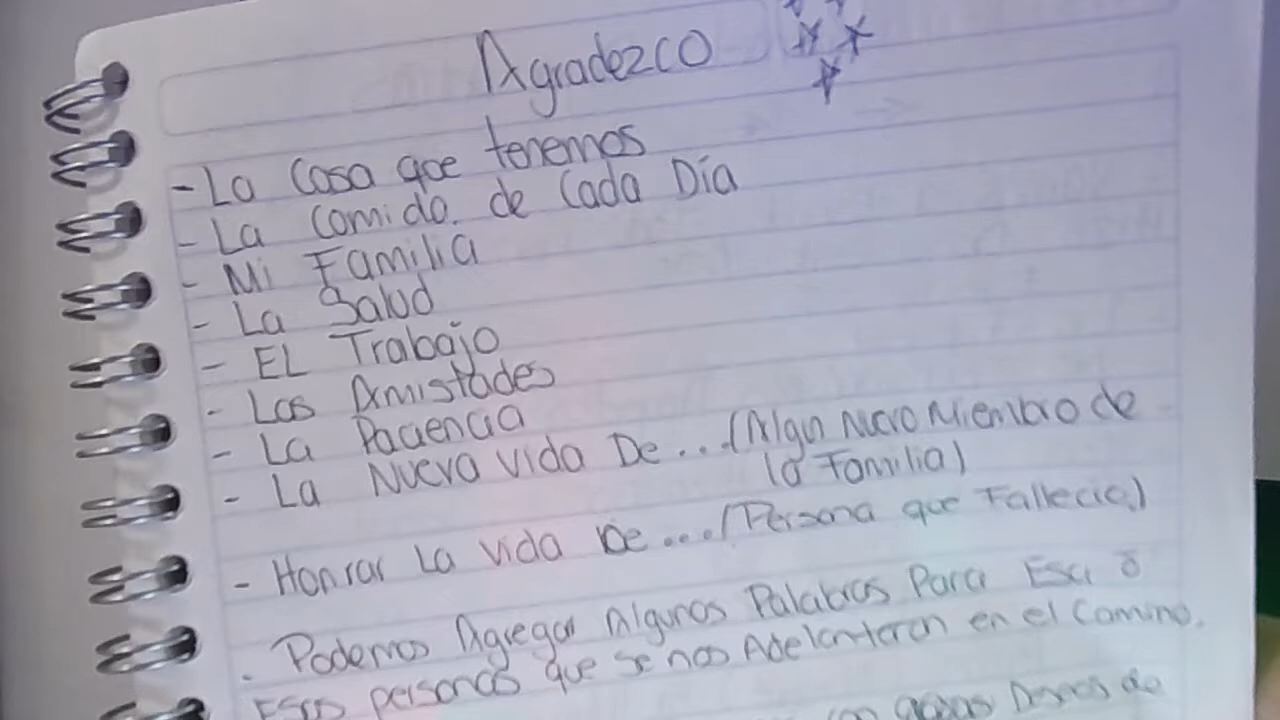 Agradezco
- La Casa que tenemos
- La Comida. de Cada Día
- Mi Familia
- La Salud
- EL Trabajo
- Las Amistades
- La Paciencia
- La Nueva vida De...(Algun Nuevo Miembro de
la Familia)
- Honrar La vida De...(Persona que Fallecio)
. Podemos Agregar Algunas Palabras Para Esa ó
Esas personas que se nos Adelantaron en el Camino.